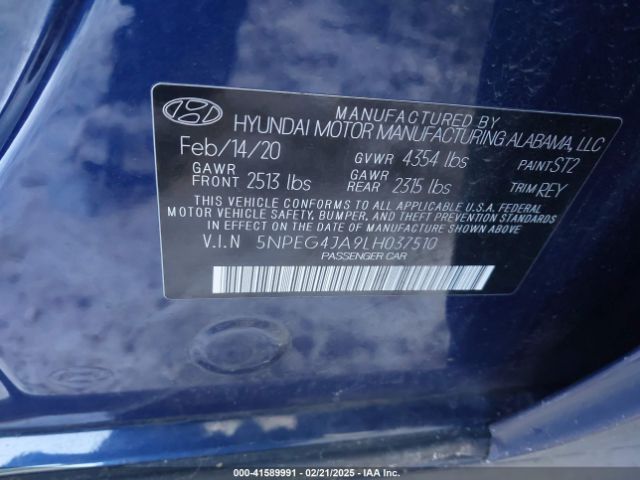 MANUFACTURED BY
HYUNDAI MOTOR MANUFACTURING ALABAMA, LLC
Feb/14/20 GVWR 4354 lbs PAINT ST2
GAWR FRONT 2513 lbs GAWR REAR 2315 lbs TRIM REY
THIS VEHICLE CONFORMS TO ALL APPLICABLE U.S.A. FEDERAL
MOTOR VEHICLE SAFETY, BUMPER, AND THEFT PREVENTION STANDARDS
IN EFFECT ON THE DATE OF MANUFACTURE SHOWN ABOVE.
V.I.N 5NPEG4JA9LH037510
PASSENGER CAR
000-41589991 - 02/21/2025 - IAA Inc.